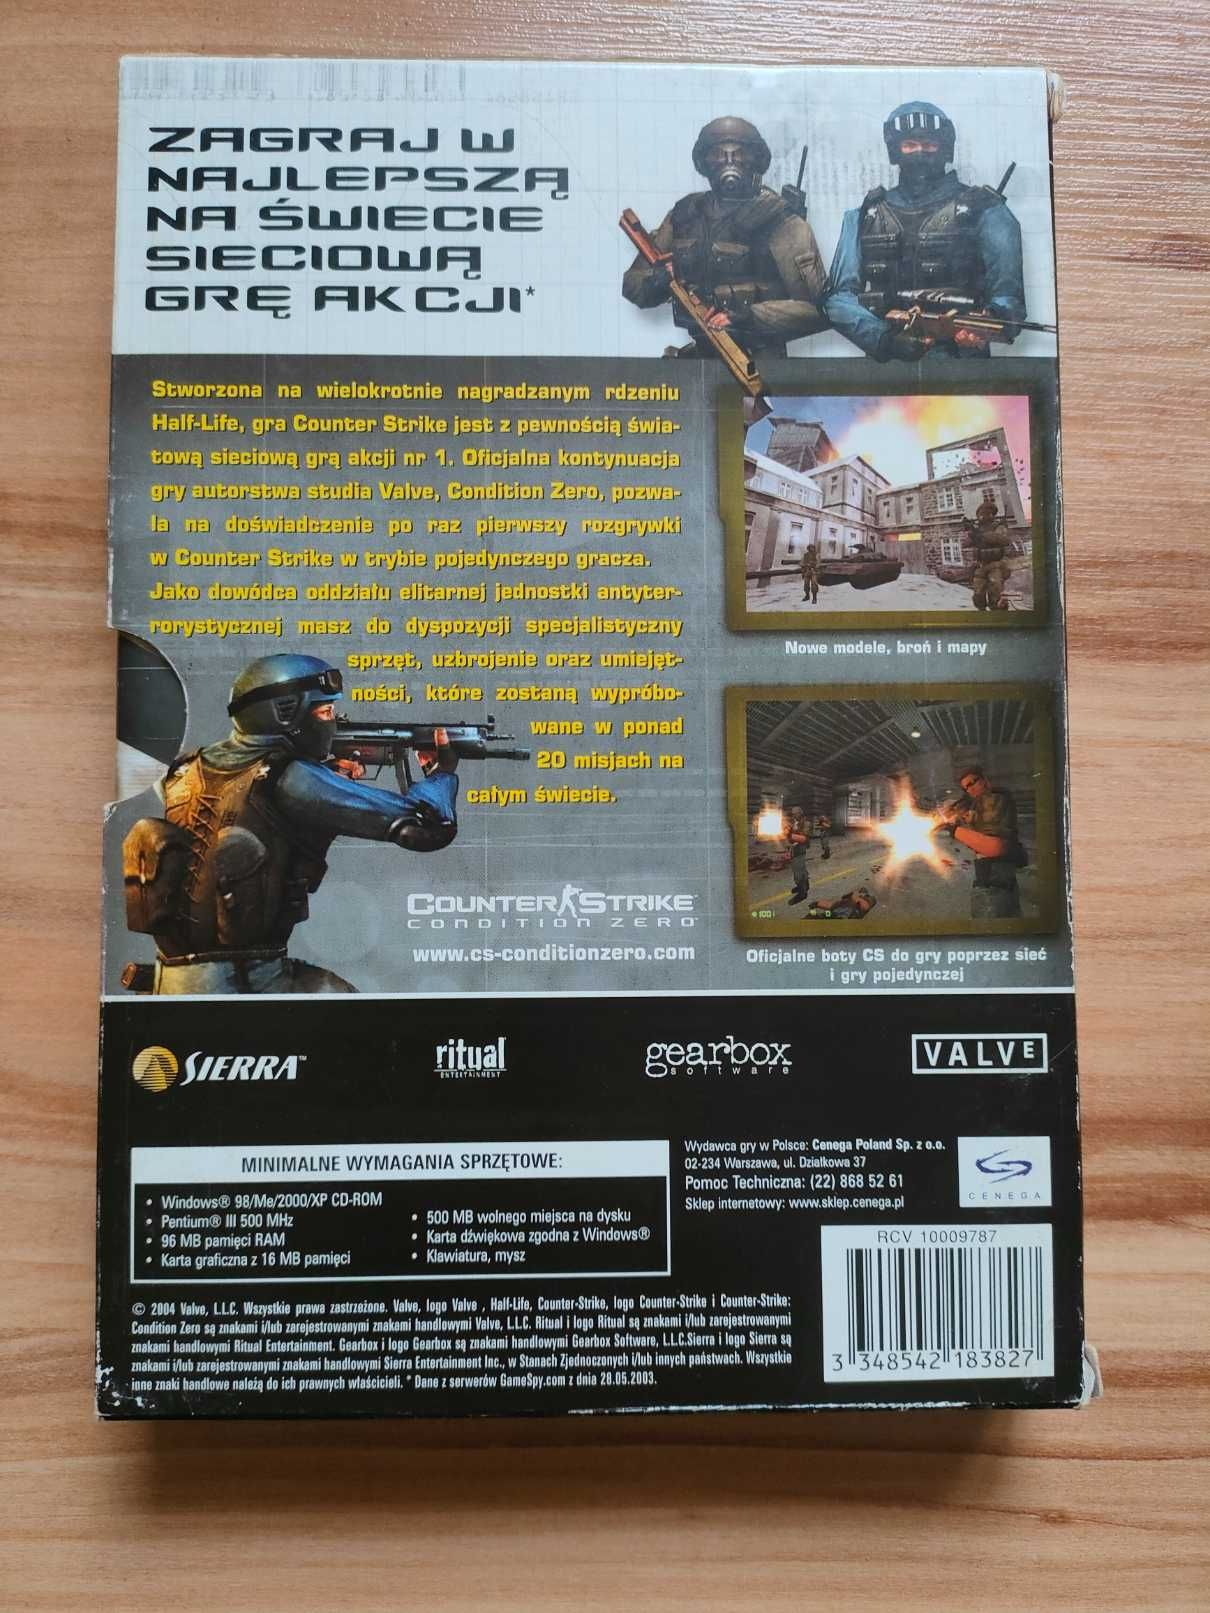 ZAGRAJ W
NAJLEPSZĄ
NA ŚWIECIE
SIECIOWĄ
GRĘ AKCJI*
Stworzona na wielokrotnie nagradzanym rdzeniu
Half-Life, gra Counter Strike jest z pewnością świa-
tową sieciową grą akcji nr 1. Oficjalna kontynuacja
gry autorstwa studia Valve, Condition Zero, pozwa-
la na doświadczenie po raz pierwszy rozgrywki
w Counter Strike w trybie pojedynczego gracza.
Jako dowódca oddziału elitarnej jednostki antyter-
rorystycznej masz do dyspozycji specjalistyczny
sprzęt, uzbrojenie oraz umiejęt-
ności, które zostaną wypróbo-
wane w ponad
20 misjach na
całym świecie.
Nowe modele, broń i mapy
Oficjalne boty CS do gry poprzez sieć
i gry pojedynczej
COUNTER STRIKE
CONDITION ZERO
www.cs-conditionzero.com
SIERRA™
ritual
ENTERTAINMENT
gearbox
software
VALVE
MINIMALNE WYMAGANIA SPRZĘTOWE:
• Windows® 98/Me/2000/XP CD-ROM
• Pentium® III 500 MHz
• 96 MB pamięci RAM
• Karta graficzna z 16 MB pamięci
• 500 MB wolnego miejsca na dysku
• Karta dźwiękowa zgodna z Windows®
• Klawiatura, mysz
Wydawca gry w Polsce: Cenega Poland Sp. z o.o.
02-234 Warszawa, ul. Działkowa 37
Pomoc Techniczna: (22) 868 52 61
Sklep internetowy: www.sklep.cenega.pl
CENEGA
RCV 10009787
3 348542 183827
© 2004 Valve, L.L.C. Wszystkie prawa zastrzeżone. Valve, logo Valve , Half-Life, Counter-Strike, logo Counter-Strike i Counter-Strike:
Condition Zero są znakami i/lub zarejestrowanymi znakami handlowymi Valve, L.L.C. Ritual i logo Ritual są znakami i/lub zarejestrowanymi
znakami handlowymi Ritual Entertainment. Gearbox i logo Gearbox są znakami handlowymi Gearbox Software, L.L.C.Sierra i logo Sierra są
znakami i/lub zarejestrowanymi znakami handlowymi Sierra Entertainment Inc., w Stanach Zjednoczonych i/lub innych państwach. Wszystkie
inne znaki handlowe należą do ich prawnych właścicieli. * Dane z serwerów GameSpy.com z dnia 28.05.2003.